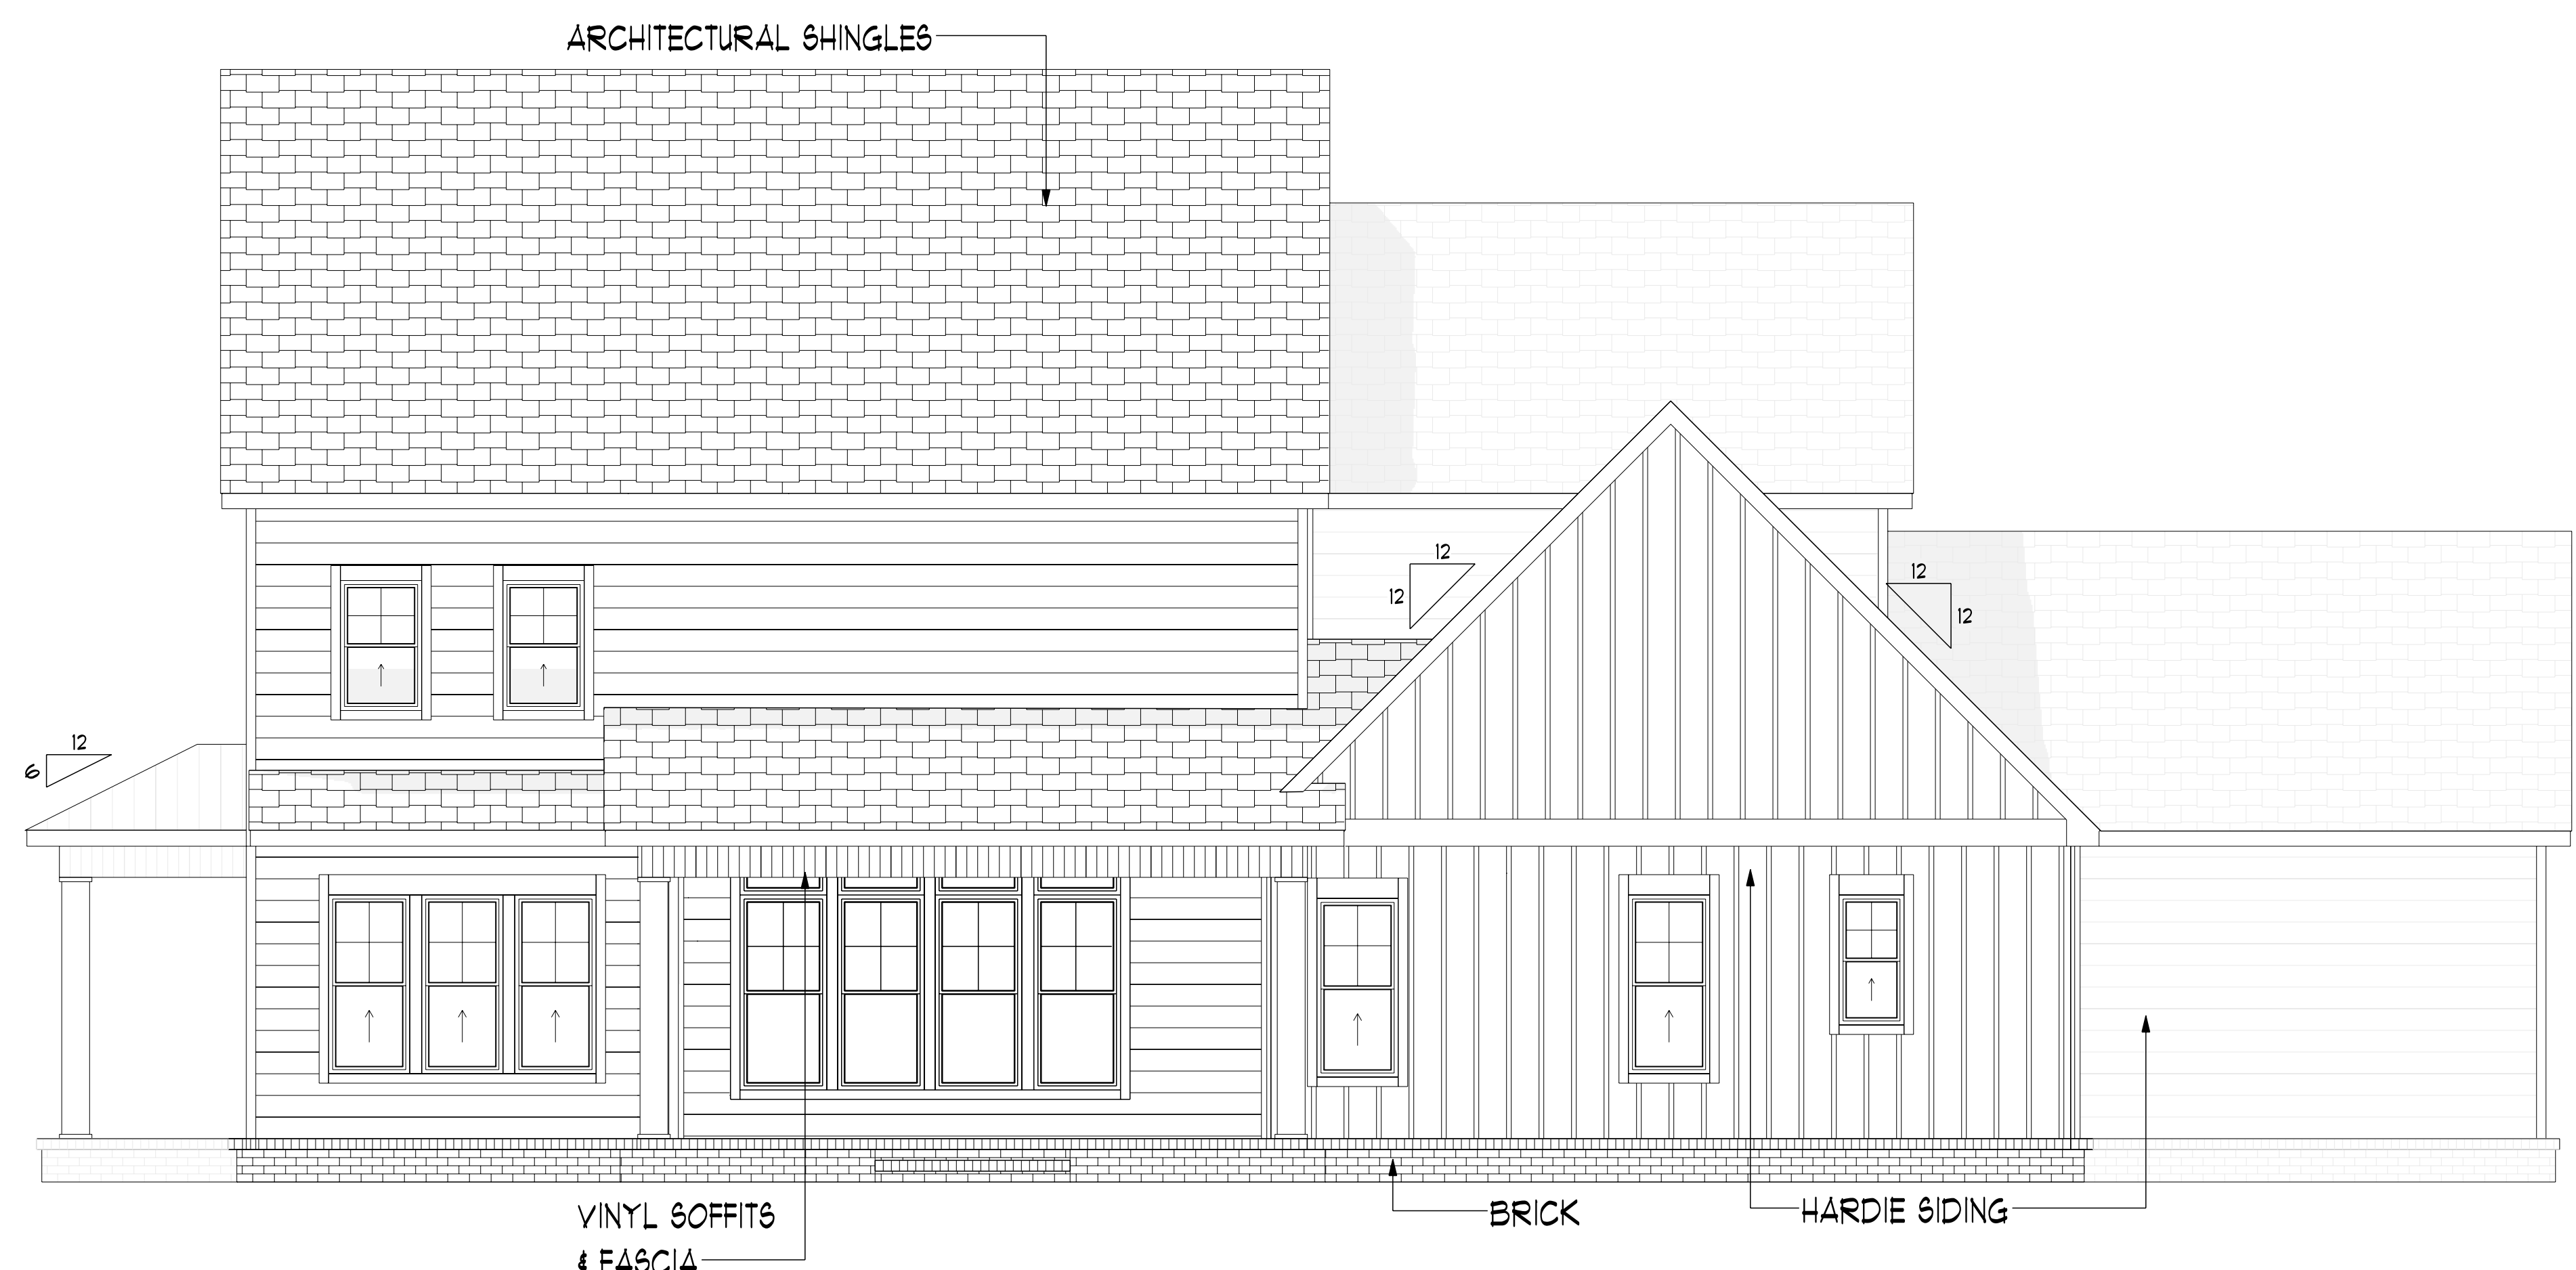 ARCHITECTURAL SHINGLES
12
12
12
12
12
6
VINYL SOFFITS
& FASCIA
BRICK
HARDIE SIDING